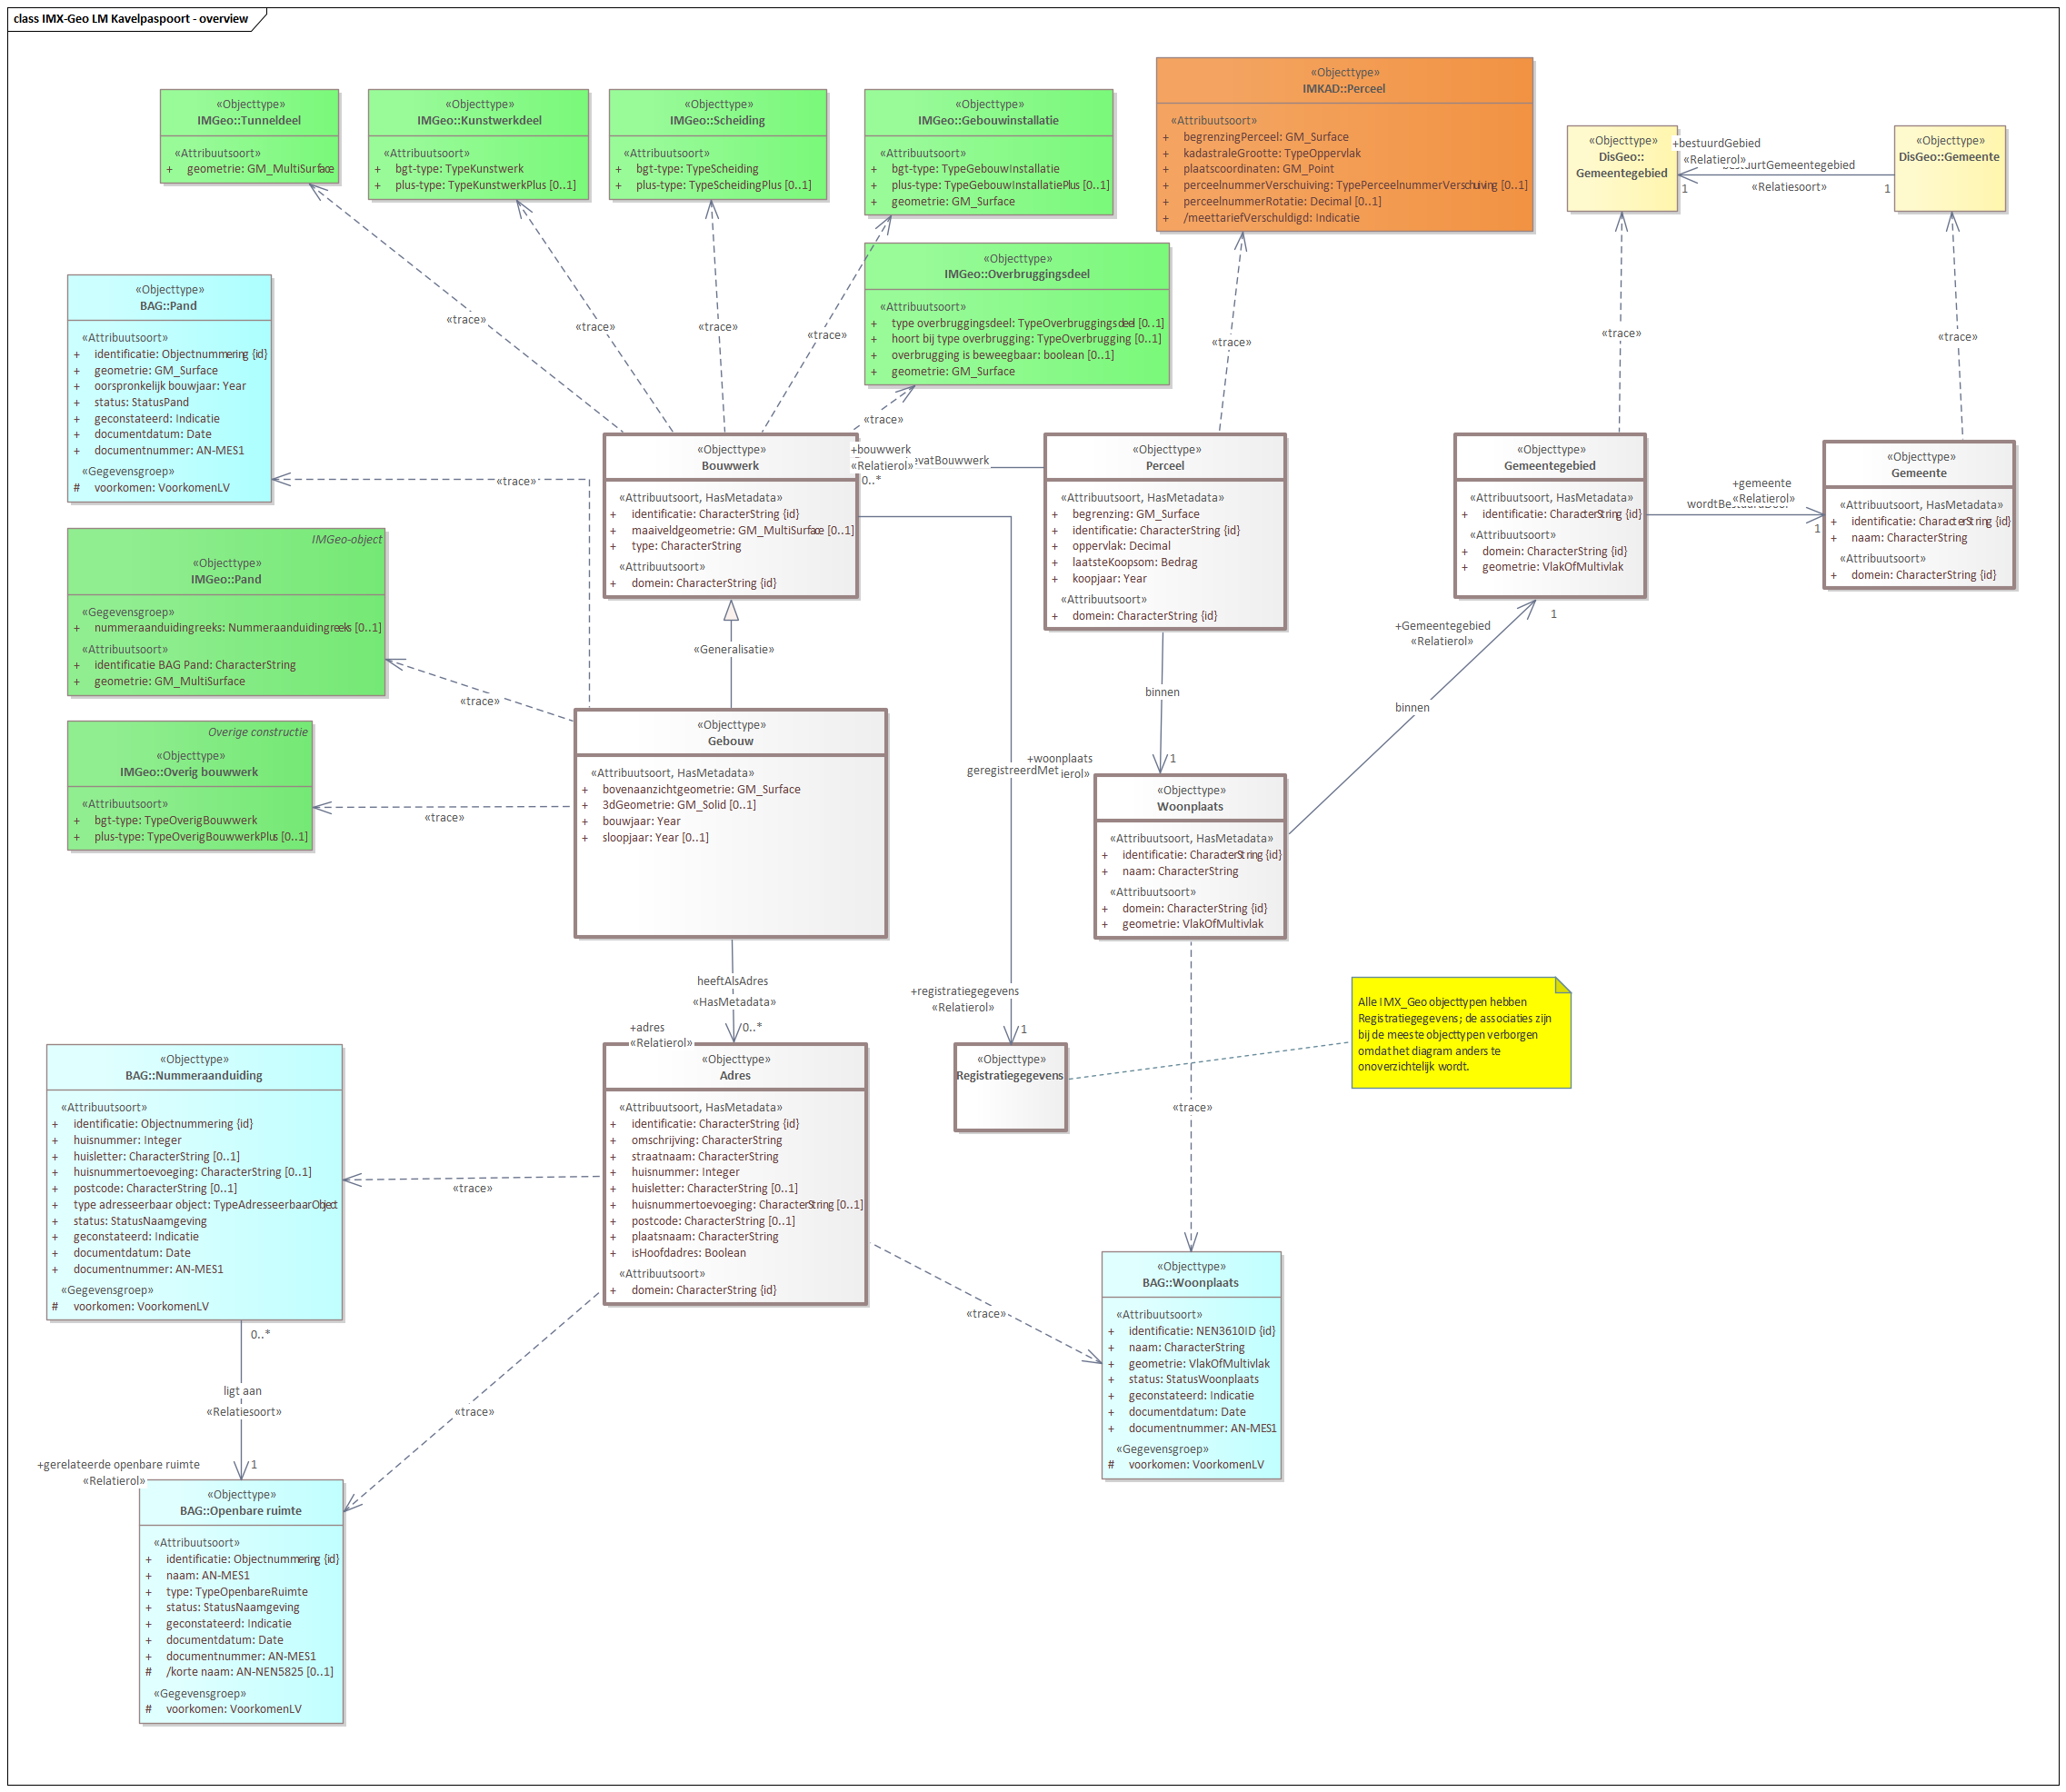 class IMX-Geo LM Kavelpaspoort - overview
«Objecttype»
IMGeo::Tunneldeel
«Attribuutsoort»
+ geometrie: GM_MultiSurface
«Objecttype»
IMGeo::Kunstwerkdeel
«Attribuutsoort»
+ bgt-type: TypeKunstwerk
+ plus-type: TypeKunstwerkPlus [0..1]
«Objecttype»
IMGeo::Scheiding
«Attribuutsoort»
+ bgt-type: TypeScheiding
+ plus-type: TypeScheidingPlus [0..1]
«Objecttype»
IMGeo::Gebouwinstallatie
«Attribuutsoort»
+ bgt-type: TypeGebouwInstallatie
+ plus-type: TypeGebouwInstallatiePlus [0..1]
+ geometrie: GM_Surface
«Objecttype»
IMKAD::Perceel
«Attribuutsoort»
+ begrenzingPerceel: GM_Surface
+ kadastraleGrootte: TypeOppervlak
+ plaatscoordinaten: GM_Point
+ perceelnummerVerschuiving: TypePerceelnummerVerschuiving [0..1]
+ perceelnummerRotatie: Decimal [0..1]
+ /meettariefVerschuldigd: Indicatie
«Objecttype»
DisGeo::
Gemeentegebied
+bestuurdGebied
«Relatierol»
estuurtGemeentegebied
1
«Relatiesoort»
1
«Objecttype»
DisGeo::Gemeente
«Objecttype»
IMGeo::Overbruggingsdeel
«Attribuutsoort»
+ type overbruggingsdeel: TypeOverbruggingsdeel [0..1]
+ hoort bij type overbrugging: TypeOverbrugging [0..1]
+ overbrugging is beweegbaar: boolean [0..1]
+ geometrie: GM_Surface
«Objecttype»
BAG::Pand
«Attribuutsoort»
+ identificatie: Objectnummering {id}
+ geometrie: GM_Surface
+ oorspronkelijk bouwjaar: Year
+ status: StatusPand
+ geconstateerd: Indicatie
+ documentdatum: Date
+ documentnummer: AN-MES1
«Gegevensgroep»
# voorkomen: VoorkomenLV
«trace»
«trace»
«trace»
«trace»
«trace»
«trace»
«trace»
«trace»
«trace»
«Objecttype»
Bouwwerk
«Attribuutsoort, HasMetadata»
+ identificatie: CharacterString {id}
+ maaiveldgeometrie: GM_MultiSurface [0..1]
+ type: CharacterString
«Attribuutsoort»
+ domein: CharacterString {id}
+bouwwerk
«Relatierol»
evatBouwwerk
0..*
«Objecttype»
Perceel
«Attribuutsoort, HasMetadata»
+ begrenzing: GM_Surface
+ identificatie: CharacterString {id}
+ oppervlak: Decimal
+ laatsteKoopsom: Bedrag
+ koopjaar: Year
«Attribuutsoort»
+ domein: CharacterString {id}
«Objecttype»
Gemeentegebied
«Attribuutsoort, HasMetadata»
+ identificatie: CharacterString {id}
«Attribuutsoort»
+ domein: CharacterString {id}
+ geometrie: VlakOfMultivlak
+gemeente
«Relatierol»
wordtBestuurdDoor
1
«Objecttype»
Gemeente
«Attribuutsoort, HasMetadata»
+ identificatie: CharacterString {id}
+ naam: CharacterString
«Attribuutsoort»
+ domein: CharacterString {id}
IMGeo-object
«Objecttype»
IMGeo::Pand
«Gegevensgroep»
+ nummeraanduidingreeks: Nummeraanduidingreeks [0..1]
«Attribuutsoort»
+ identificatie BAG Pand: CharacterString
+ geometrie: GM_MultiSurface
«trace»
«Generalisatie»
binnen
1
+Gemeentegebied
«Relatierol»
1
binnen
Overige constructie
«Objecttype»
IMGeo::Overig bouwwerk
«Attribuutsoort»
+ bgt-type: TypeOverigBouwwerk
+ plus-type: TypeOverigBouwwerkPlus [0..1]
«trace»
«Objecttype»
Gebouw
«Attribuutsoort, HasMetadata»
+ bovenaanzichtgeometrie: GM_Surface
+ 3dGeometrie: GM_Solid [0..1]
+ bouwjaar: Year
+ sloopjaar: Year [0..1]
+woonplaats
geregistreerdMet
ierol»
«Objecttype»
Woonplaats
«Attribuutsoort, HasMetadata»
+ identificatie: CharacterString {id}
+ naam: CharacterString
«Attribuutsoort»
+ domein: CharacterString {id}
+ geometrie: VlakOfMultivlak
heeftAlsAdres
«HasMetadata»
+adres
«Relatierol»
0..*
+registratiegegevens
«Relatierol»
1
«Objecttype»
Registratiegegevens
Alle IMX_Geo objecttypen hebben
Registratiegegevens; de associaties zijn
bij de meeste objecttypen verborgen
omdat het diagram anders te
onoverzichtelijk wordt.
«Objecttype»
BAG::Nummeraanduiding
«Attribuutsoort»
+ identificatie: Objectnummering {id}
+ huisnummer: Integer
+ huisletter: CharacterString [0..1]
+ huisnummertoevoeging: CharacterString [0..1]
+ postcode: CharacterString [0..1]
+ type adresseerbaar object: TypeAdresseerbaarObject
+ status: StatusNaamgeving
+ geconstateerd: Indicatie
+ documentdatum: Date
+ documentnummer: AN-MES1
«Gegevensgroep»
# voorkomen: VoorkomenLV
«trace»
«Objecttype»
Adres
«Attribuutsoort, HasMetadata»
+ identificatie: CharacterString {id}
+ omschrijving: CharacterString
+ straatnaam: CharacterString
+ huisnummer: Integer
+ huisletter: CharacterString [0..1]
+ huisnummertoevoeging: CharacterString [0..1]
+ postcode: CharacterString [0..1]
+ plaatsnaam: CharacterString
+ isHoofdadres: Boolean
«Attribuutsoort»
+ domein: CharacterString {id}
«trace»
«trace»
«Objecttype»
BAG::Woonplaats
«Attribuutsoort»
+ identificatie: NEN3610ID {id}
+ naam: CharacterString
+ geometrie: VlakOfMultivlak
+ status: StatusWoonplaats
+ geconstateerd: Indicatie
+ documentdatum: Date
+ documentnummer: AN-MES1
«Gegevensgroep»
# voorkomen: VoorkomenLV
0..*
ligt aan
«Relatiesoort»
«trace»
+gerelateerde openbare ruimte
«Relatierol»
1
«Objecttype»
BAG::Openbare ruimte
«Attribuutsoort»
+ identificatie: Objectnummering {id}
+ naam: AN-MES1
+ type: TypeOpenbareRuimte
+ status: StatusNaamgeving
+ geconstateerd: Indicatie
+ documentdatum: Date
+ documentnummer: AN-MES1
# /korte naam: AN-NEN5825 [0..1]
«Gegevensgroep»
# voorkomen: VoorkomenLV